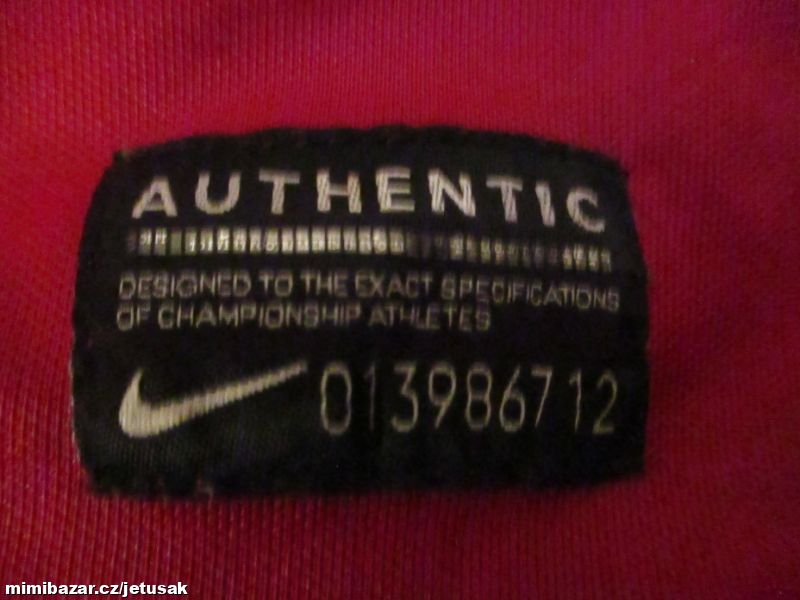 AUTHENTIC
DESIGNED TO THE EXACT SPECIFICATIONS
OF CHAMPIONSHIP ATHLETES
013986712
mimibazar.cz/jetusak